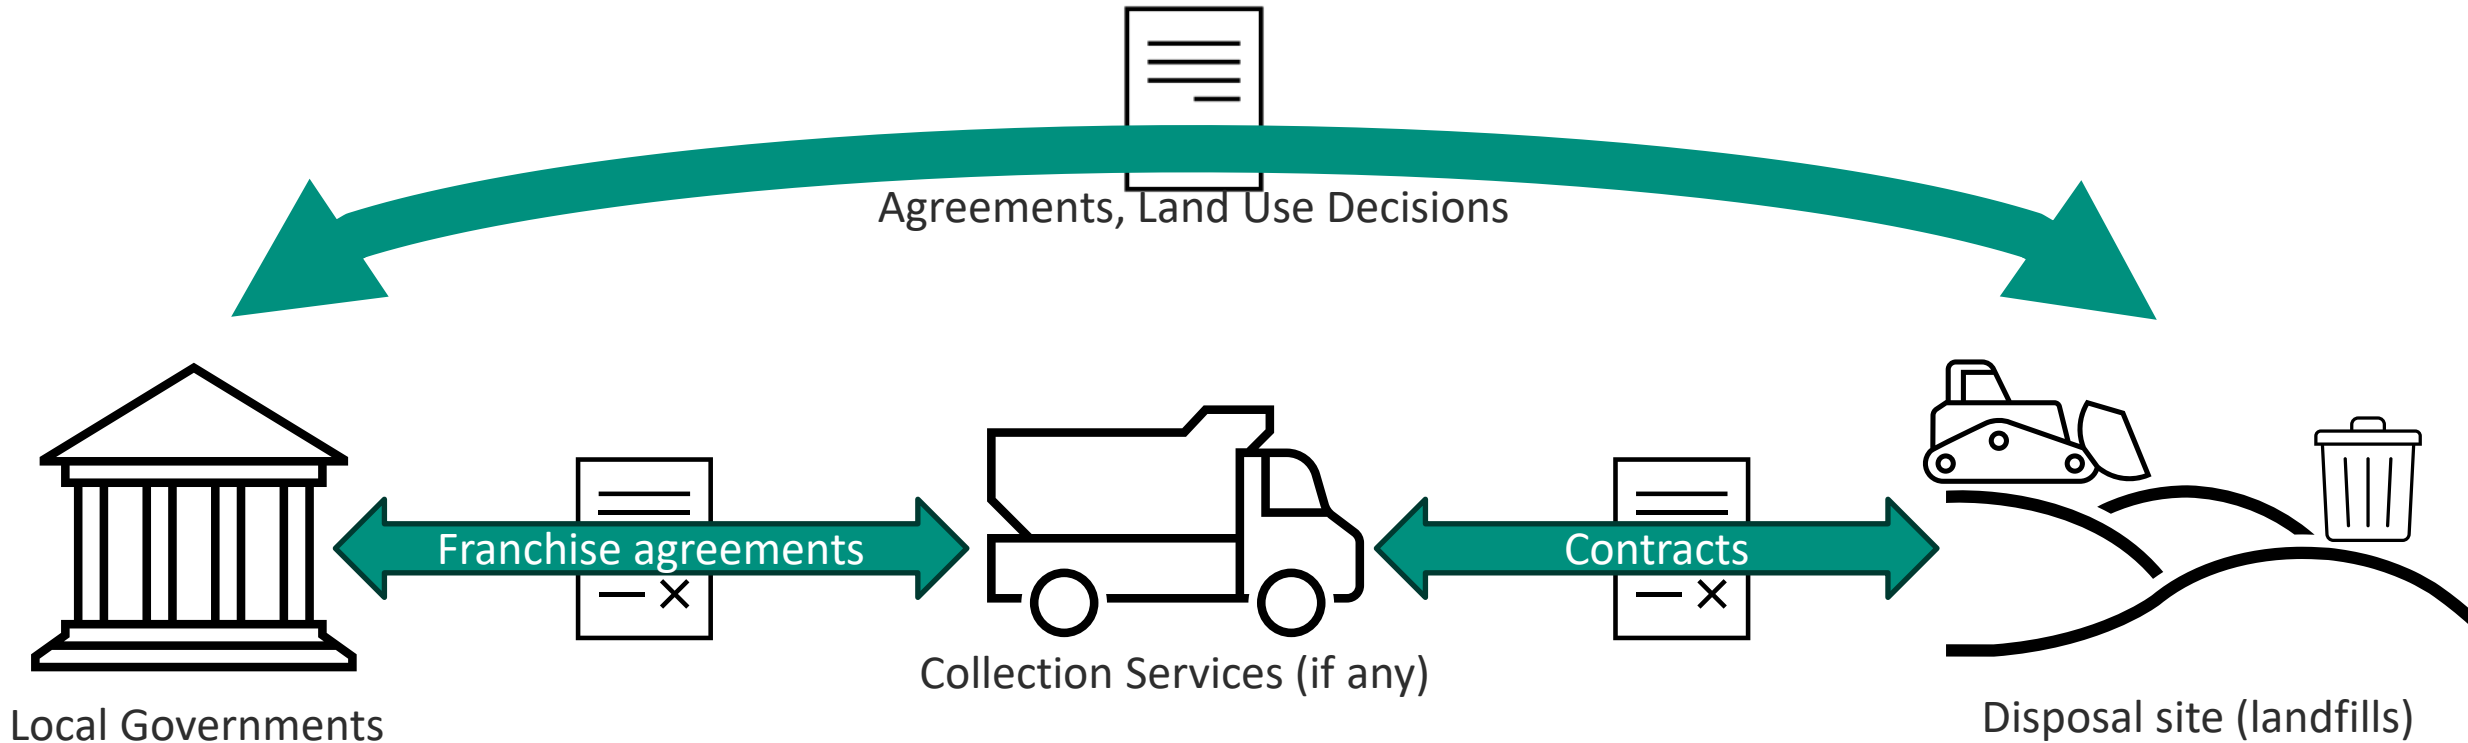 Agreements, Land Use Decisions
Franchise agreements
Contracts
Collection Services (if any)
Local Governments
Disposal site (landfills)